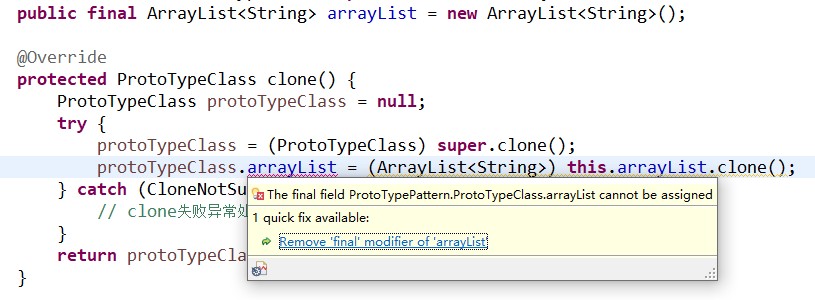 public final ArrayList<String> arrayList = new ArrayList<String>();
@Override
protected ProtoTypeClass clone() {
ProtoTypeClass protoTypeClass = null;
try {
protoTypeClass = (ProtoTypeClass) super.clone();
protoTypeClass.arrayList = (ArrayList<String>) this.arrayList.clone();
} catch (CloneNotSu
The final field ProtoTypePattern.ProtoTypeClass.arrayList cannot be assigned
// clone失败异常处
1 quick fix available:
}
Remove 'final' modifier of 'arrayList'
return protoTypeCla
}